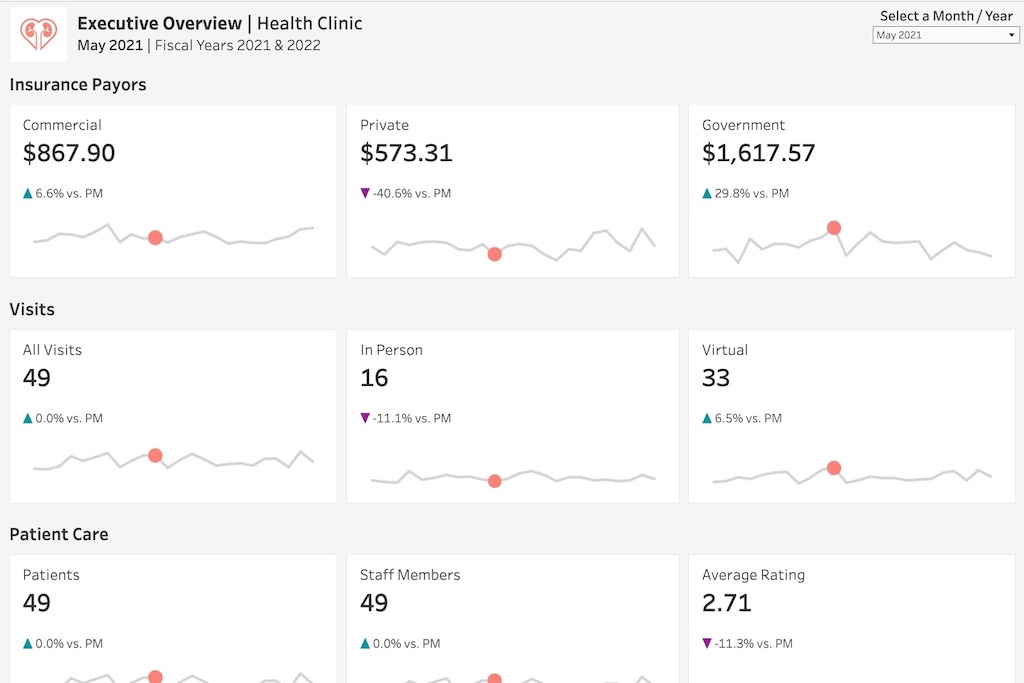 Executive Overview | Health Clinic
May 2021 | Fiscal Years 2021 & 2022
Select a Month / Year
May 2021
Insurance Payors
Commercial
$867.90
▲ 6.6% vs. PM
Private
$573.31
▼ -40.6% vs. PM
Government
$1,617.57
▲ 29.8% vs. PM
Visits
All Visits
49
▲ 0.0% vs. PM
In Person
16
▼ -11.1% vs. PM
Virtual
33
▲ 6.5% vs. PM
Patient Care
Patients
49
▲ 0.0% vs. PM
Staff Members
49
▲ 0.0% vs. PM
Average Rating
2.71
▼ -11.3% vs. PM